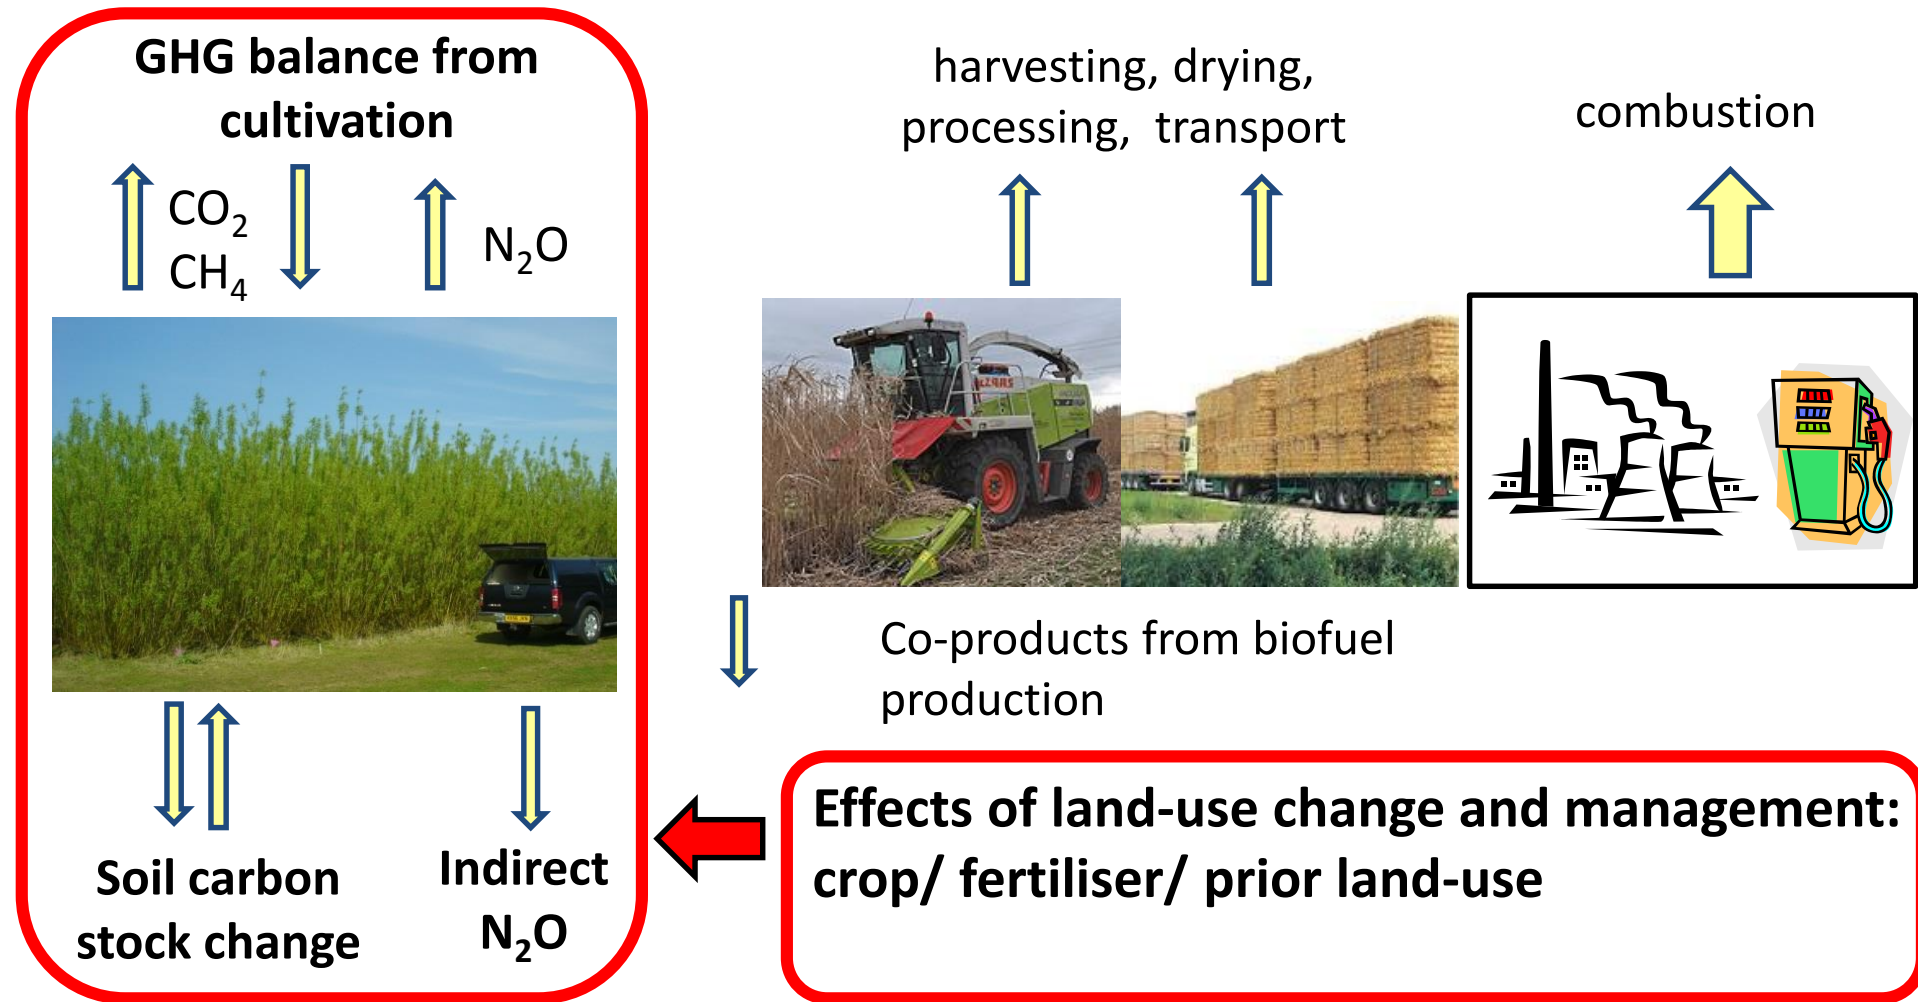 GHG balance from
cultivation
CO₂
CH₄
N₂O
harvesting, drying,
processing, transport
combustion
CLAAS
Co-products from biofuel
production
Soil carbon
stock change
Indirect
N₂O
Effects of land-use change and management:
crop/ fertiliser/ prior land-use